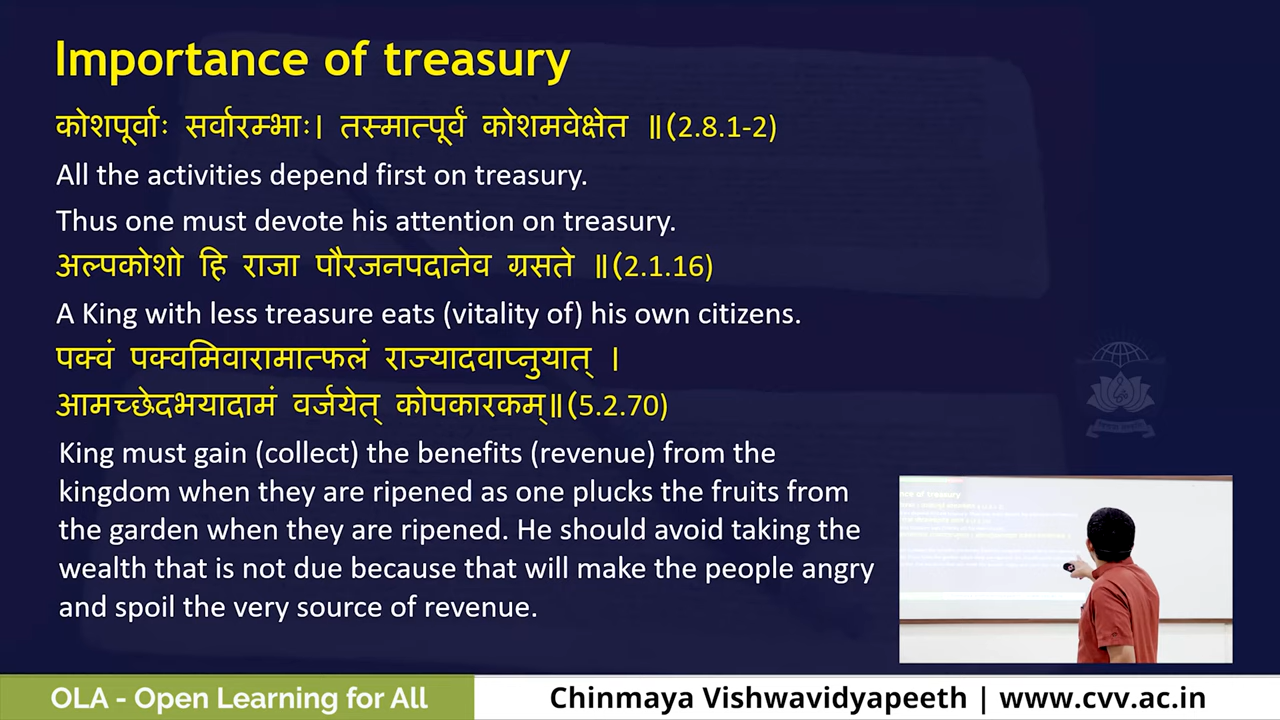 Importance of treasury
कोशपूर्वाः सर्वारम्भाः। तस्मात्पूर्वं कोशमवेक्षेत ॥(2.8.1-2)
All the activities depend first on treasury.
Thus one must devote his attention on treasury.
अल्पकोशो हि राजा पौरजनपदानेव ग्रसते ॥(2.1.16)
A King with less treasure eats (vitality of) his own citizens.
पक्वं पक्वमिवारामात्फलं राज्यादवाप्नुयात् ।
आमच्छेदभयादामं वर्जयेत् कोपकारकम्॥(5.2.70)
King must gain (collect) the benefits (revenue) from the
kingdom when they are ripened as one plucks the fruits from
the garden when they are ripened. He should avoid taking the
wealth that is not due because that will make the people angry
and spoil the very source of revenue.
OLA - Open Learning for All
Chinmaya Vishwavidyapeeth | www.cvv.ac.in